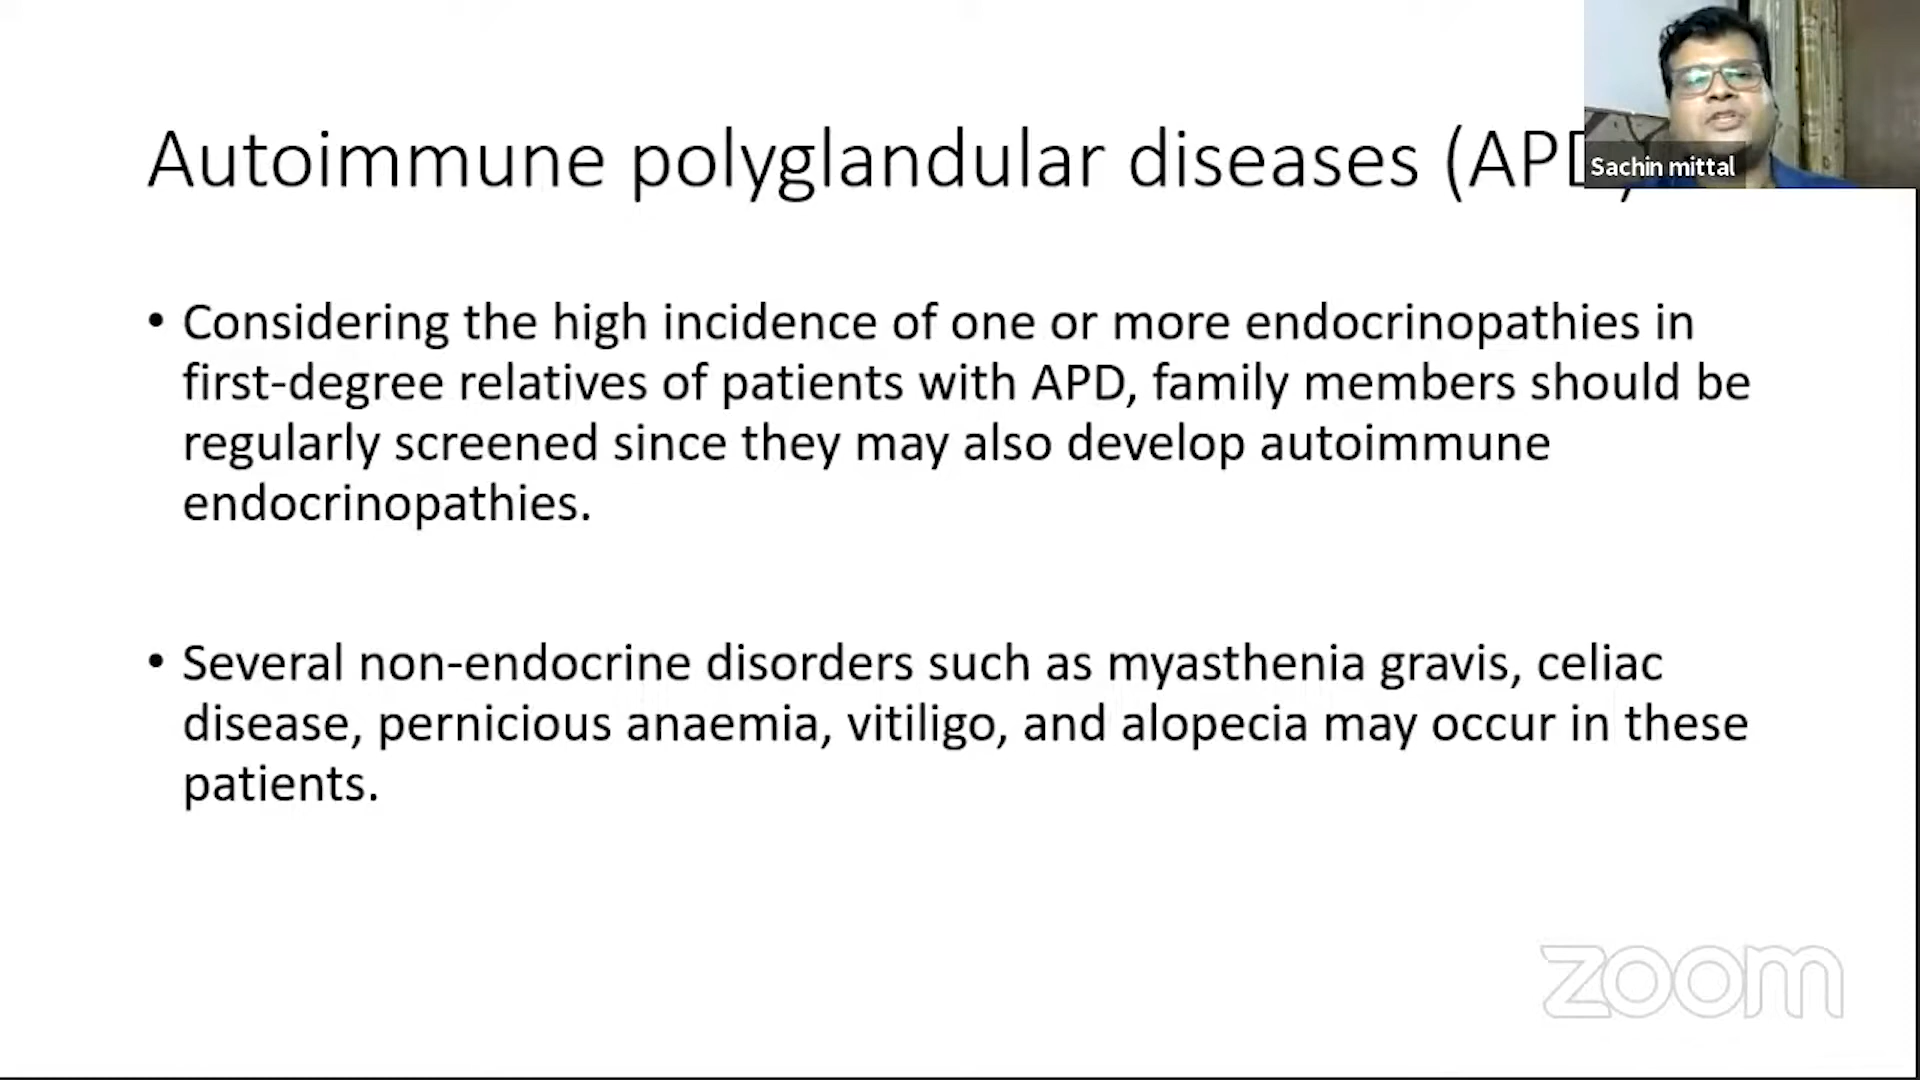 Autoimmune polyglandular diseases (APD)
Sachin mittal
• Considering the high incidence of one or more endocrinopathies in
first-degree relatives of patients with APD, family members should be
regularly screened since they may also develop autoimmune
endocrinopathies.
• Several non-endocrine disorders such as myasthenia gravis, celiac
disease, pernicious anaemia, vitiligo, and alopecia may occur in these
patients.
zoom